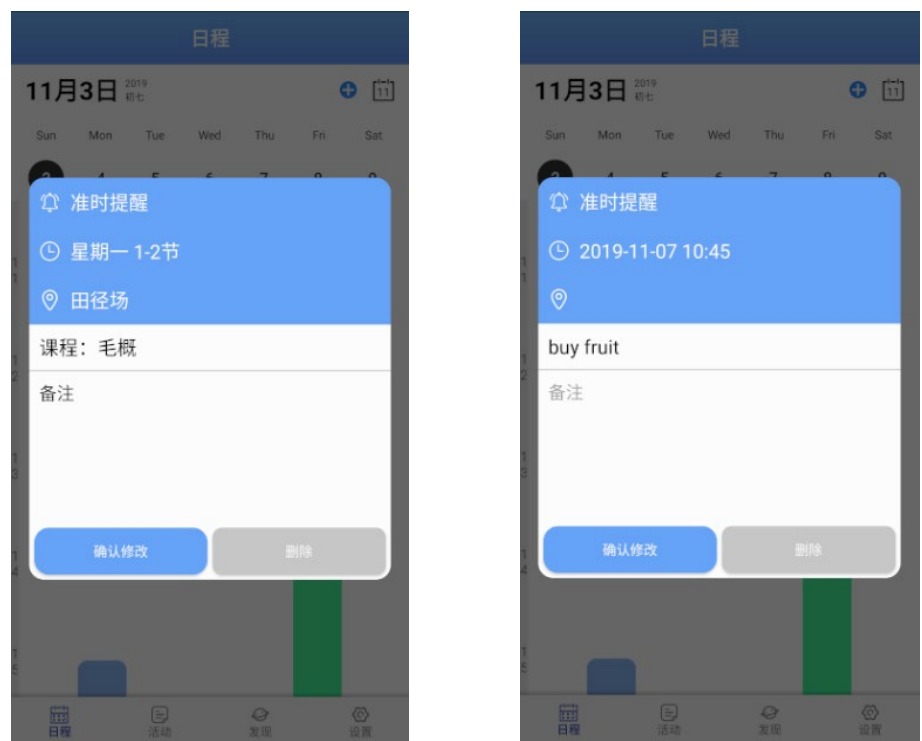 日程
11月3日
2019
初七
11
Sun Mon Tue Wed Thu Fri Sat
准时提醒
星期一 1-2节
田径场
课程：毛概
备注
确认修改 删除
日程 活动 发现 设置
日程
11月3日
2019
初七
11
Sun Mon Tue Wed Thu Fri Sat
准时提醒
2019-11-07 10:45
buy fruit
备注
确认修改 删除
日程 活动 发现 设置